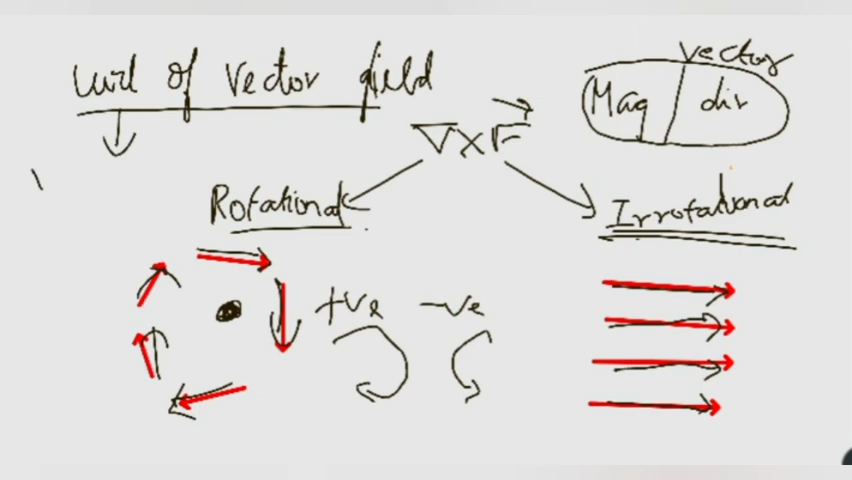 curl of vector field
vector
Mag | dir
∇×F⃗
Rotational
Irrotational
+ve
-ve